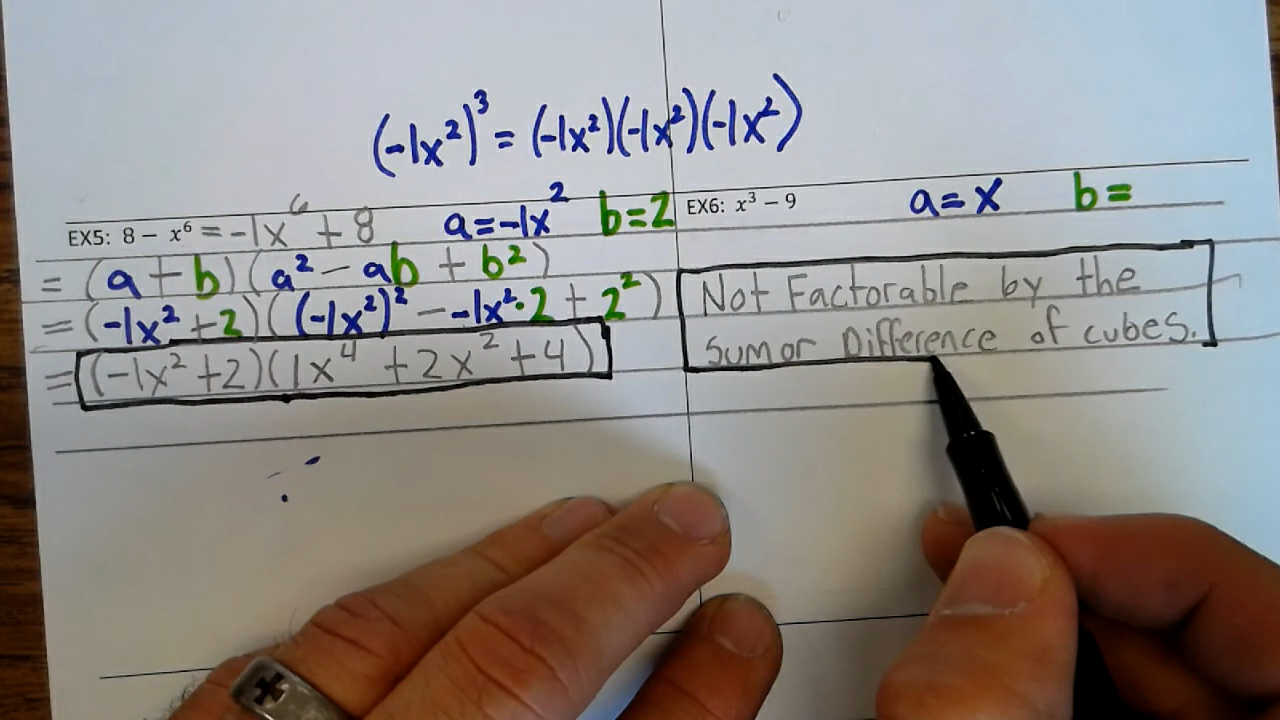 (-1x²)³ = (-1x²)(-1x²)(-1x²)
EX5: 8 − x⁶ = -1x⁶ + 8 a = -1x² b = 2
= (a + b)(a² − ab + b²)
= (-1x² + 2)((-1x²)² − -1x²·2 + 2²)
= (-1x² + 2)(1x⁴ + 2x² + 4)
EX6: x³ − 9 a = x b =
Not Factorable by the
Sum or Difference of cubes.